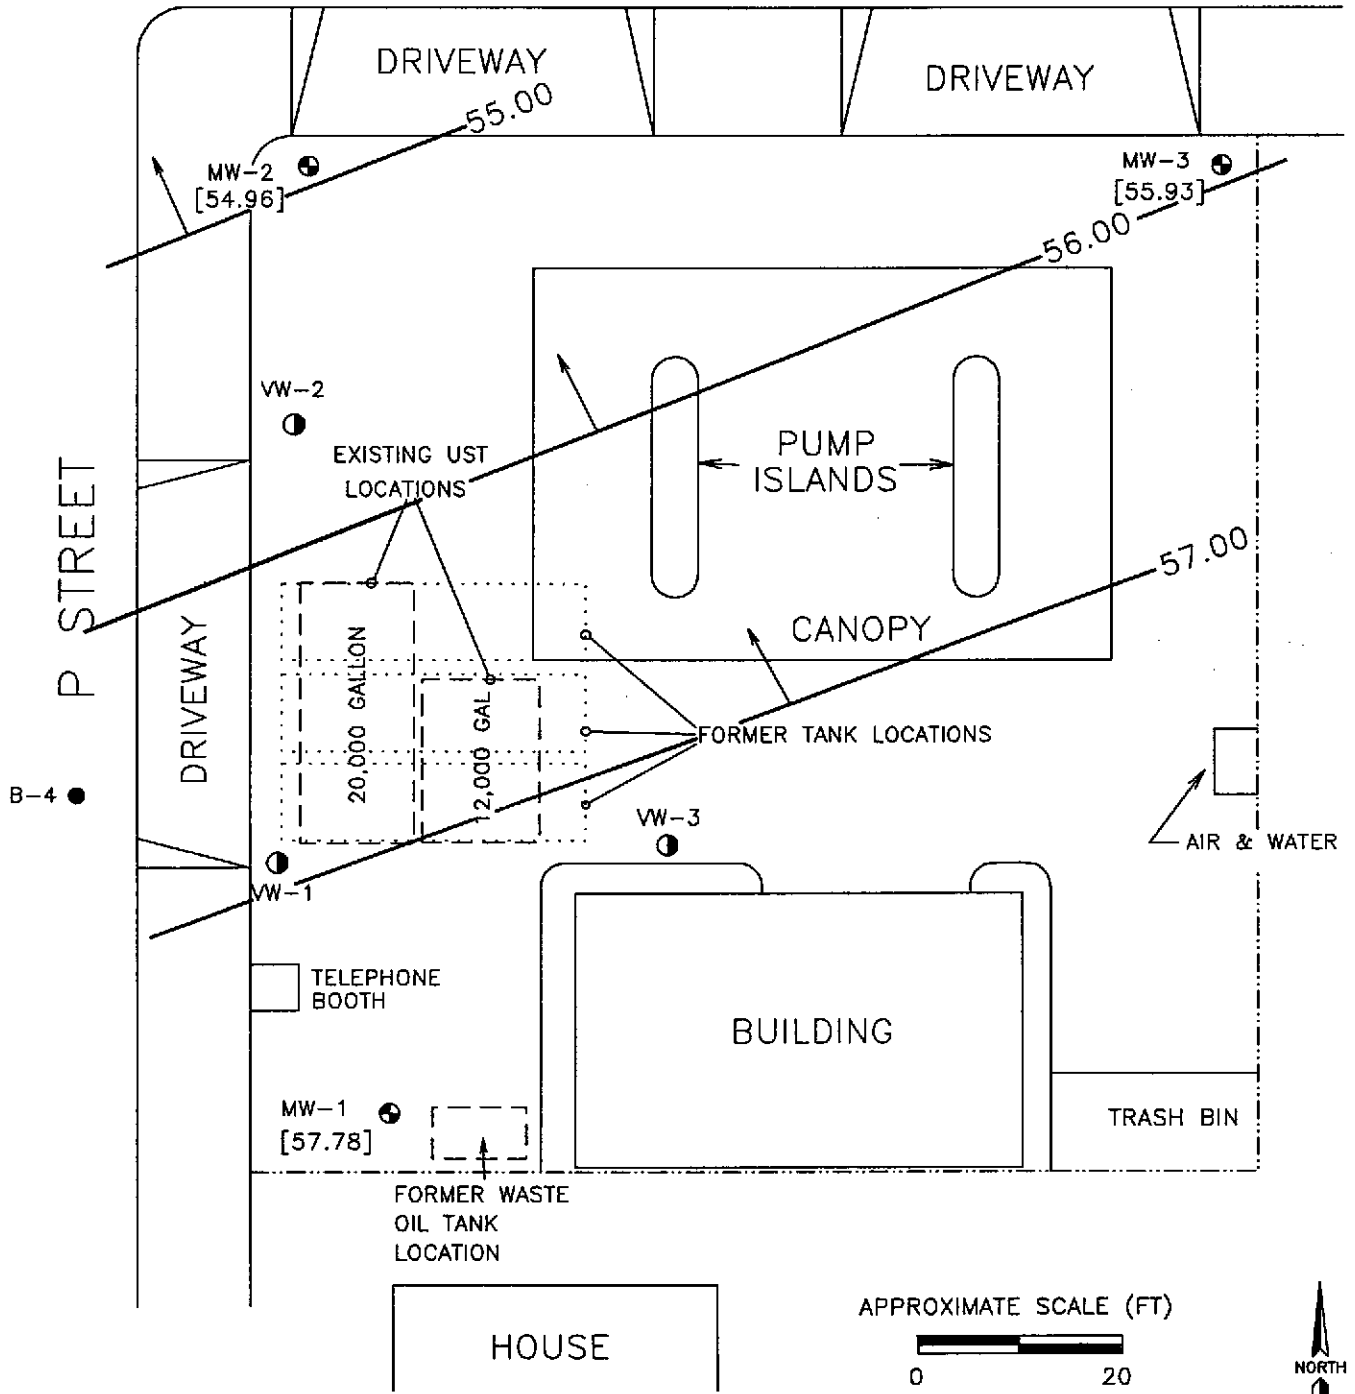 DRIVEWAY
DRIVEWAY
55.00
MW-2
[54.96]
MW-3
[55.93]
56.00
VW-2
EXISTING UST
LOCATIONS
PUMP
ISLANDS
P STREET
57.00
DRIVEWAY
20,000 GALLON
12,000 GAL
CANOPY
FORMER TANK LOCATIONS
B-4
VW-3
AIR & WATER
VW-1
TELEPHONE
BOOTH
BUILDING
MW-1
[57.78]
TRASH BIN
FORMER WASTE
OIL TANK
LOCATION
APPROXIMATE SCALE (FT)
0 20
HOUSE
NORTH